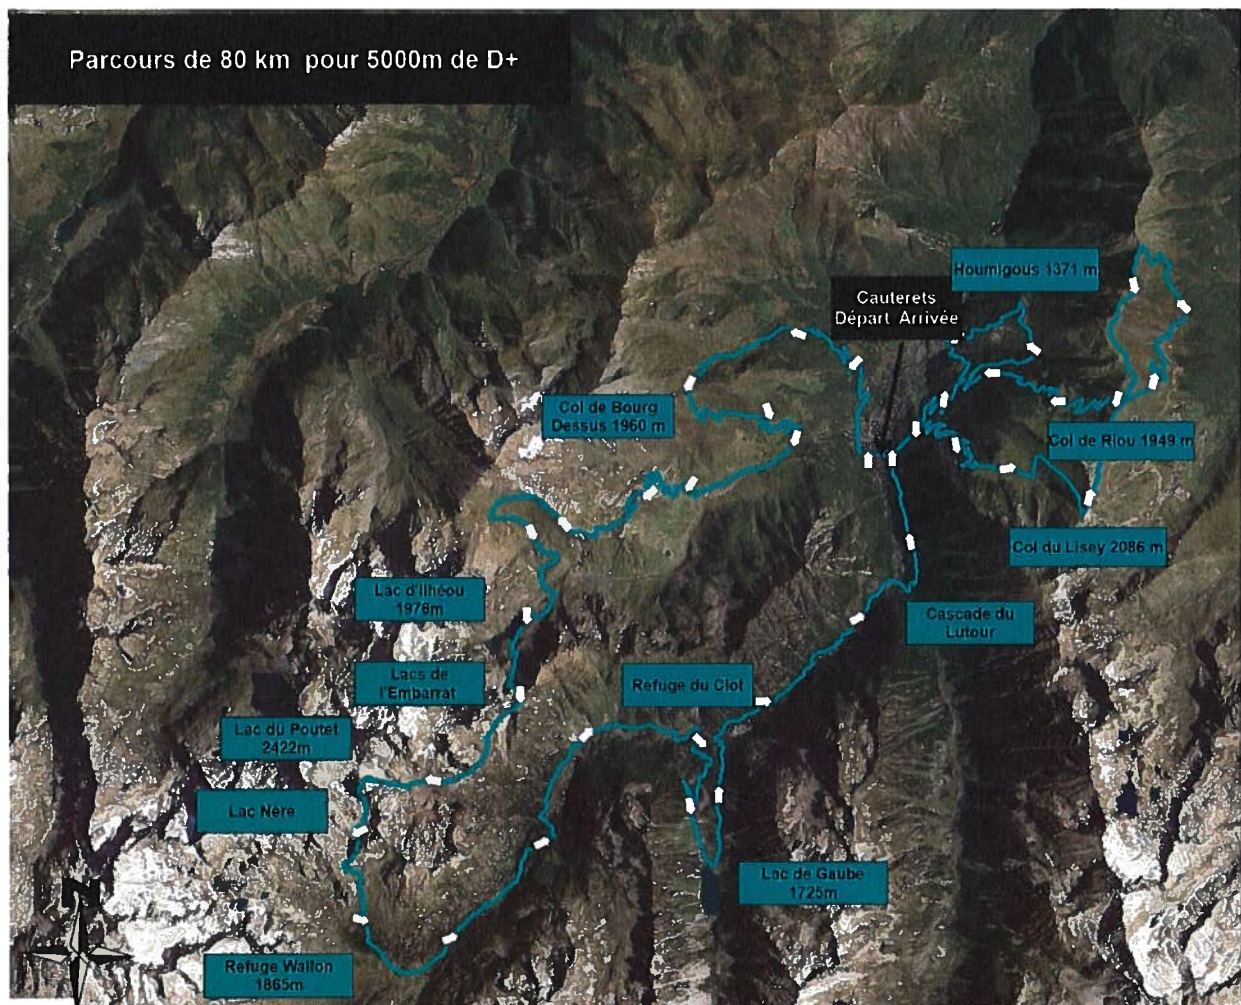 Parcours de 80 km pour 5000m de D+
Hournigous 1371 m
Cauterets
Départ Arrivée
Col de Bourg
Dessus 1960 m
Col de Riou 1949 m
Col du Lisey 2086 m
Lac d'Ilhéou
1976m
Cascade du
Lutour
Lacs de
l'Embarrat
Refuge du Clot
Lac du Poutet
2422m
Lac Nère
Lac de Gaube
1725m
N
Refuge Wallon
1865m